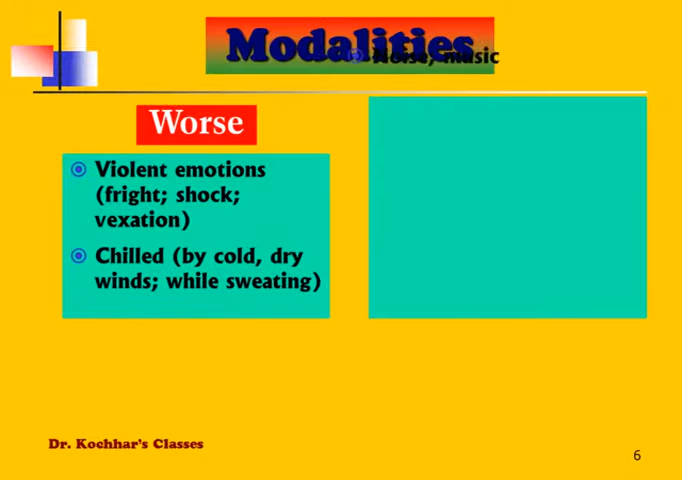 Modalities
Noise, music
Worse
Violent emotions
(fright; shock;
vexation)
Chilled (by cold, dry
winds; while sweating)
Dr. Kochhar's Classes
6